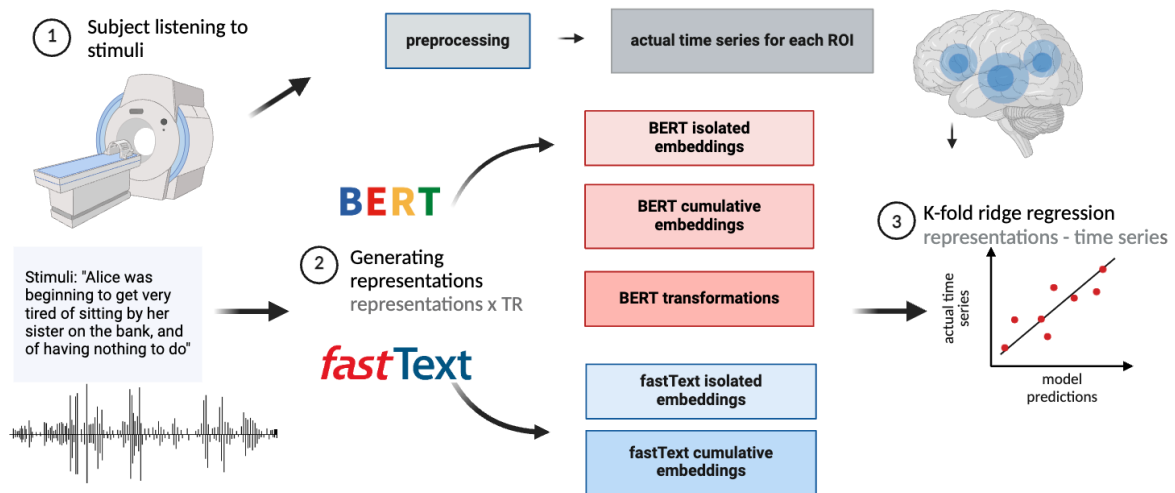 1
Subject listening to
stimuli
preprocessing
actual time series for each ROI
Stimuli: "Alice was
beginning to get very
tired of sitting by her
sister on the bank, and
of having nothing to do"
BERT
2
Generating
representations
representations x TR
fastText
BERT isolated
embeddings
BERT cumulative
embeddings
BERT transformations
fastText isolated
embeddings
fastText cumulative
embeddings
3
K-fold ridge regression
representations - time series
actual time
series
model
predictions